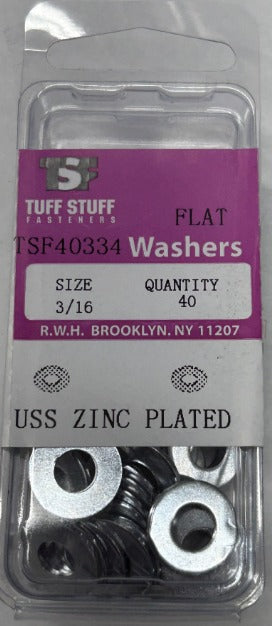 TSF
TUFF STUFF
FASTENERS
FLAT
TSF40334 Washers
SIZE QUANTITY
3/16 40
R.W.H. BROOKLYN. NY 11207
USS ZINC PLATED